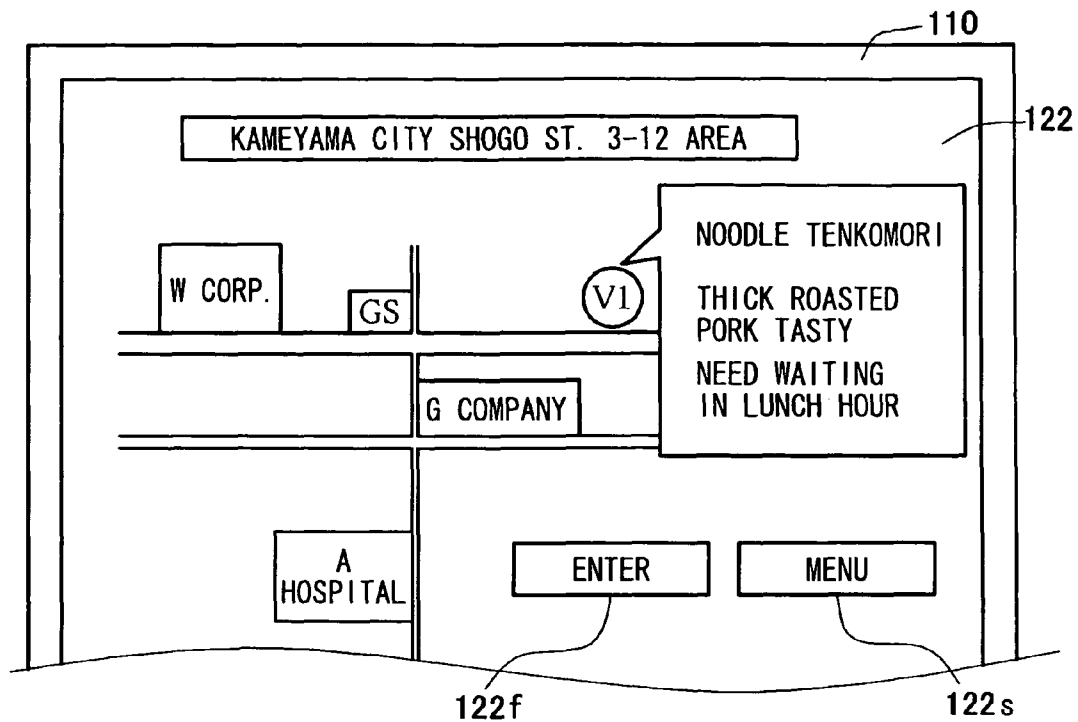 110
122
KAMEYAMA CITY SHOGO ST. 3-12 AREA
NOODLE TENKOMORI
THICK ROASTED
PORK TASTY
NEED WAITING
IN LUNCH HOUR
W CORP.
GS
V1
G COMPANY
A
HOSPITAL
ENTER
MENU
122f
122s